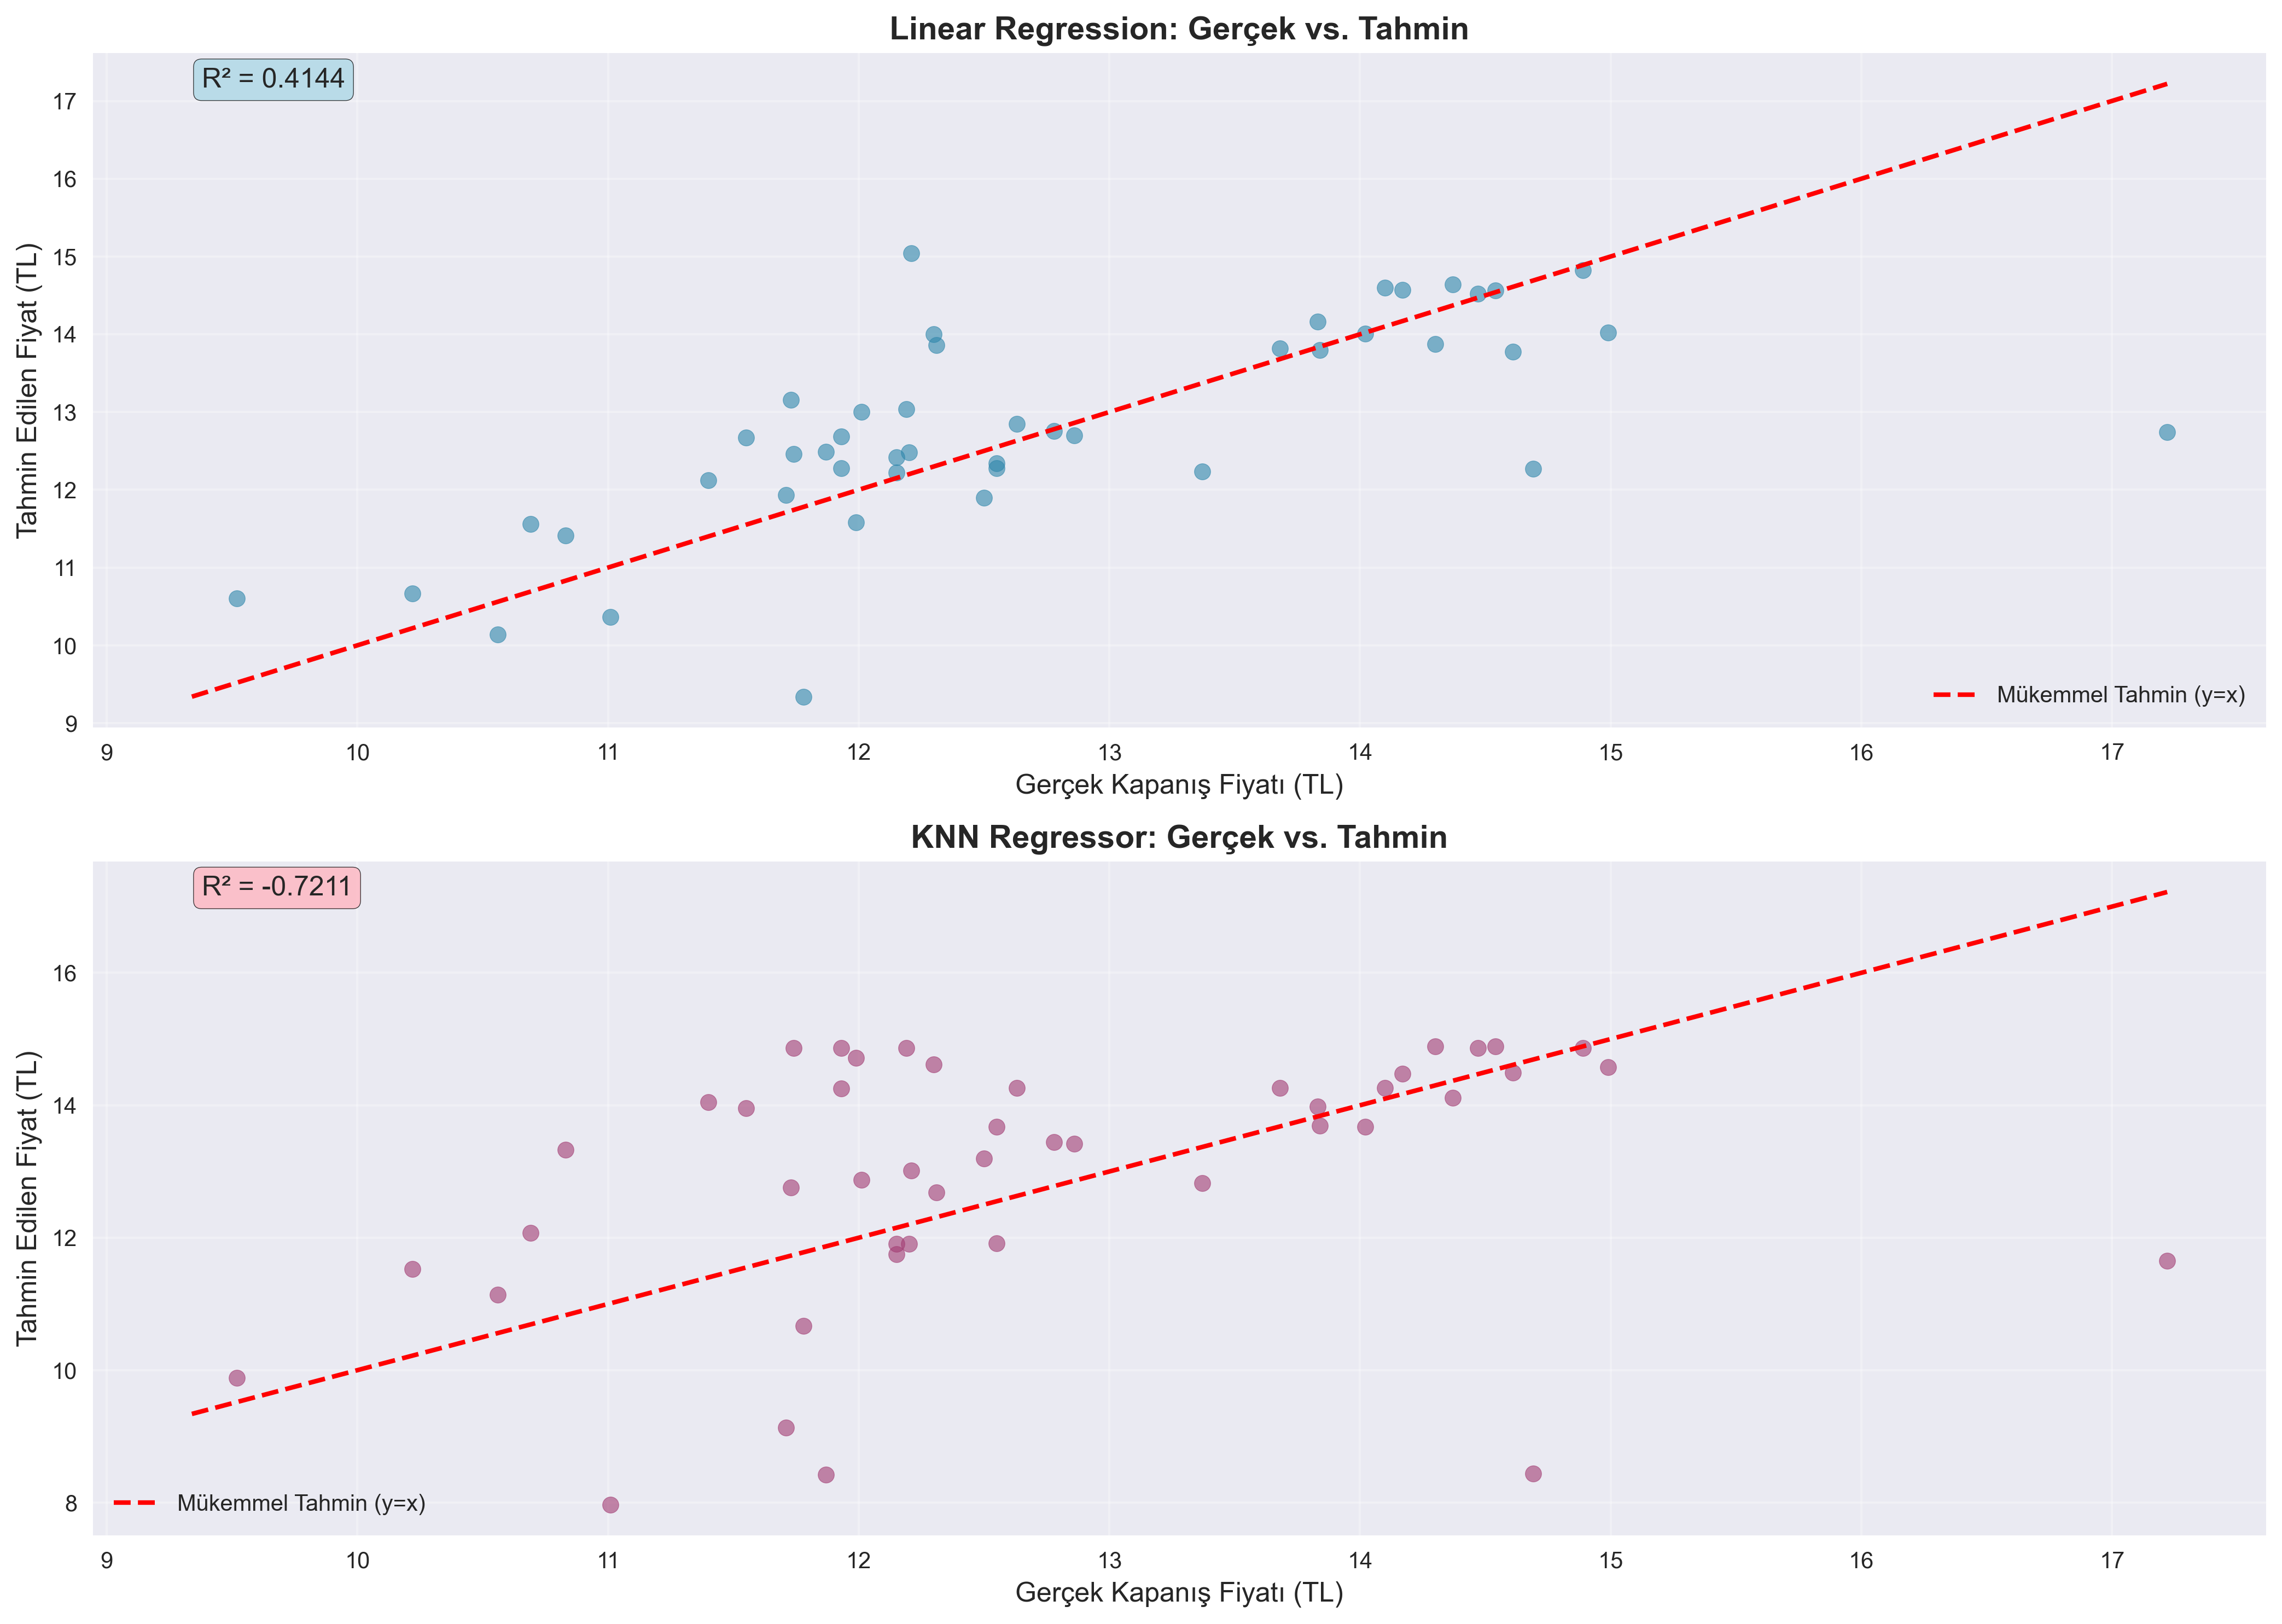 Linear Regression: Gerçek vs. Tahmin
R² = 0.4144
17
16
15
14
13
12
11
10
9
Tahmin Edilen Fiyat (TL)
Mükemmel Tahmin (y=x)
9 10 11 12 13 14 15 16 17
Gerçek Kapanış Fiyatı (TL)
KNN Regressor: Gerçek vs. Tahmin
R² = -0.7211
16
14
12
10
8
Tahmin Edilen Fiyat (TL)
Mükemmel Tahmin (y=x)
9 10 11 12 13 14 15 16 17
Gerçek Kapanış Fiyatı (TL)